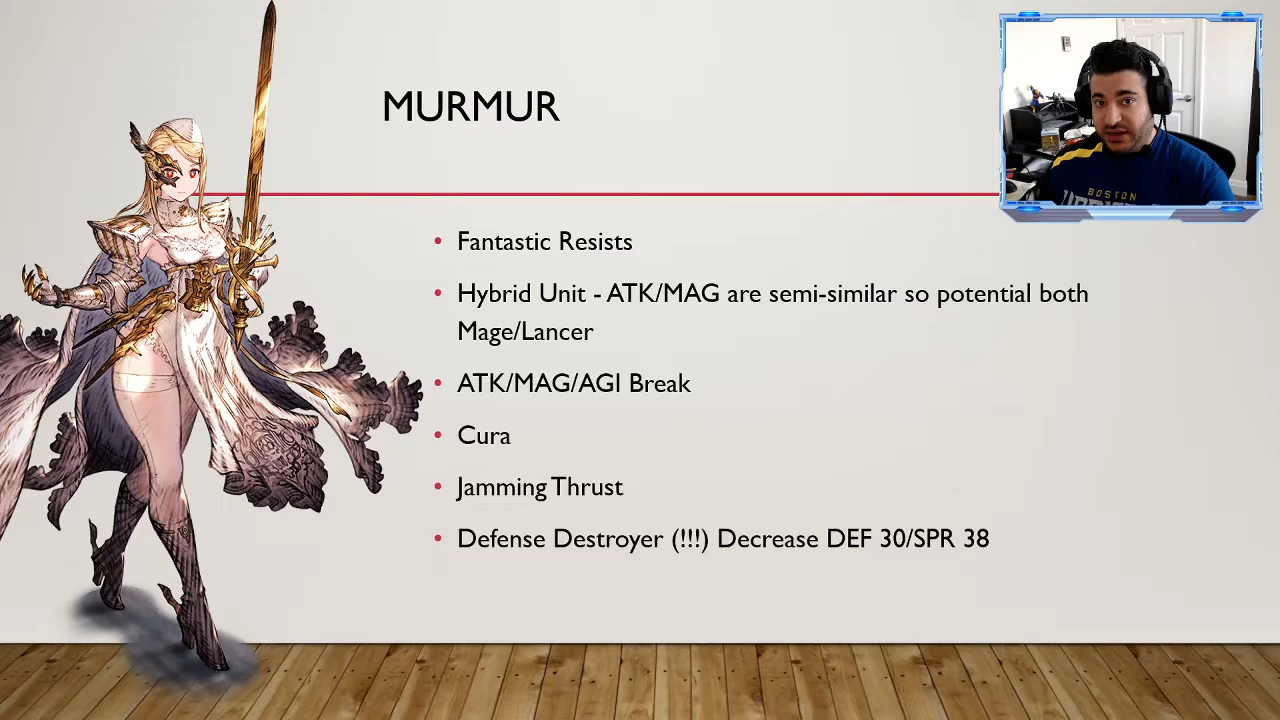 MURMUR
BOSTON
Fantastic Resists
Hybrid Unit - ATK/MAG are semi-similar so potential both
Mage/Lancer
ATK/MAG/AGI Break
Cura
Jamming Thrust
Defense Destroyer (!!!) Decrease DEF 30/SPR 38